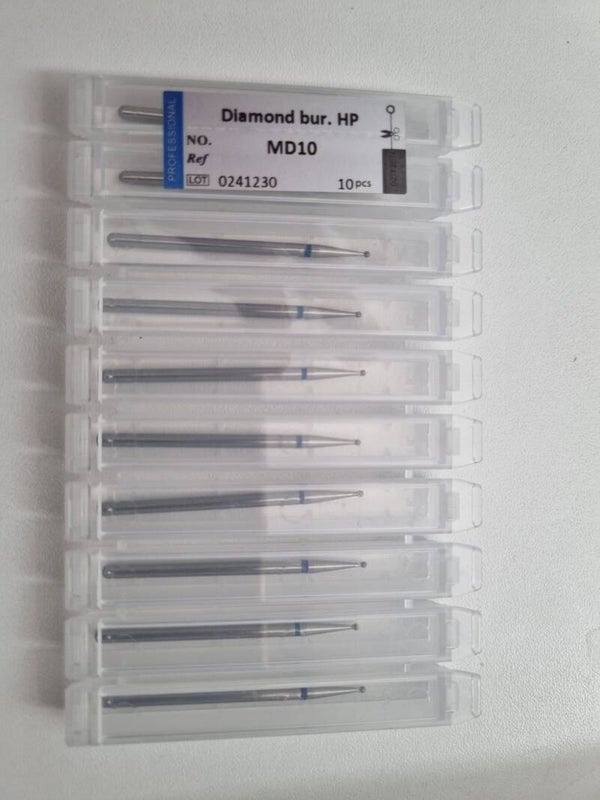 PROFESSIONAL
Diamond bur. HP
NO.
Ref
MD10
LOT 0241230
10pcs